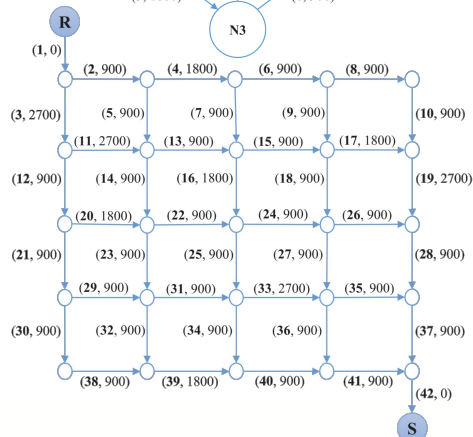 N3
R
(1, 0)
(2, 900) (4, 1800) (6, 900) (8, 900)
(3, 2700) (5, 900) (7, 900) (9, 900) (10, 900)
(11, 2700) (13, 900) (15, 900) (17, 1800)
(12, 900) (14, 900) (16, 1800) (18, 900) (19, 2700)
(20, 1800) (22, 900) (24, 900) (26, 900)
(21, 900) (23, 900) (25, 900) (27, 900) (28, 900)
(29, 900) (31, 900) (33, 2700) (35, 900)
(30, 900) (32, 900) (34, 900) (36, 900) (37, 900)
(38, 900) (39, 1800) (40, 900) (41, 900)
(42, 0)
S